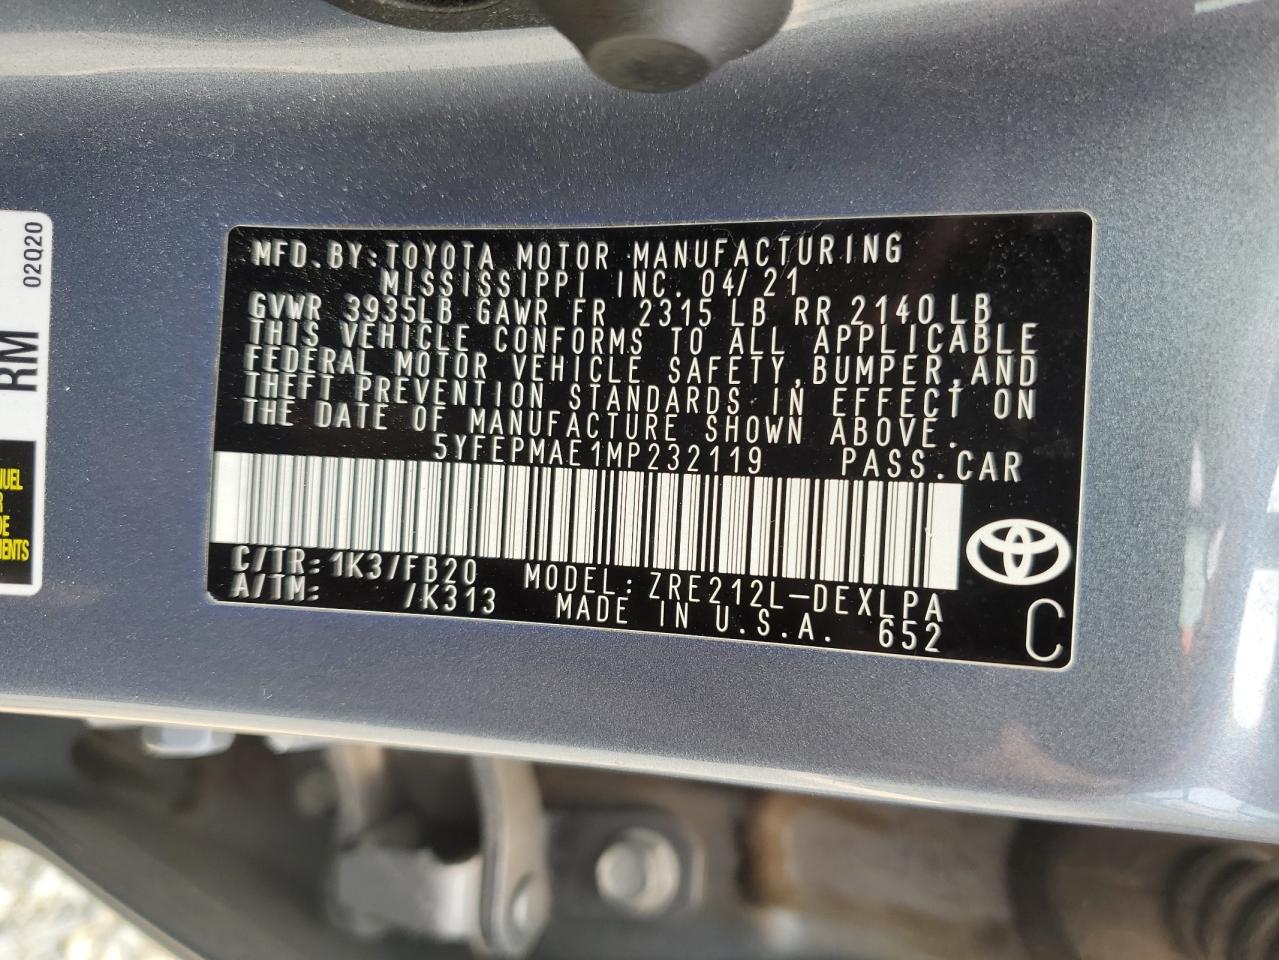 02Q20
RM
NUEL
R
DE
MENTS
MFD. BY: TOYOTA MOTOR MANUFACTURING
MISSISSIPPI INC. 04/21
GVWR 3935LB GAWR FR 2315 LB RR 2140 LB
THIS VEHICLE CONFORMS TO ALL APPLICABLE
FEDERAL MOTOR VEHICLE SAFETY, BUMPER, AND
THEFT PREVENTION STANDARDS IN EFFECT ON
THE DATE OF MANUFACTURE SHOWN ABOVE.
5YFEPMAE1MP232119 PASS. CAR
C/TR: 1K3/FB20 MODEL: ZRE212L-DEXLPA
A/TM: /K313 MADE IN U.S.A. 652
C